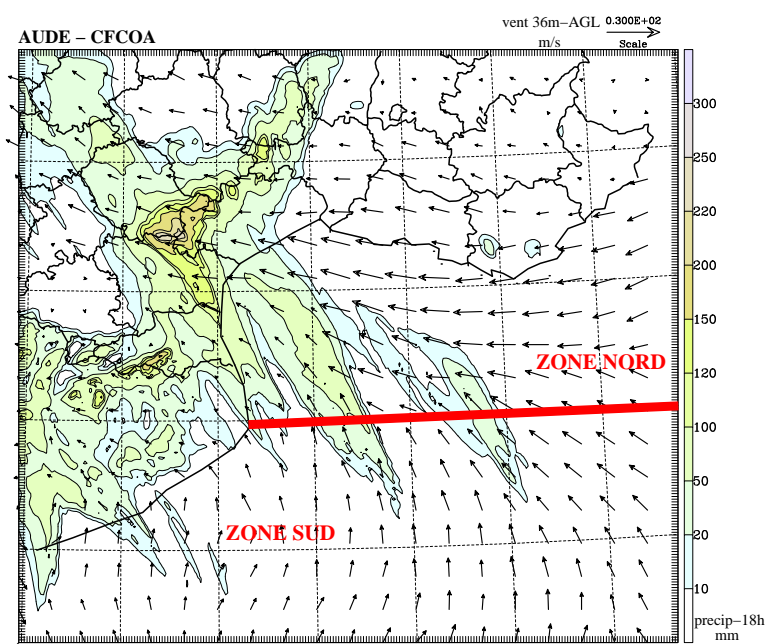 vent 36m–AGL 0.300E+02
AUDE – CFCOA
m/s Scale
300
250
220
200
150
ZONE NORD
120
100
50
ZONE SUD
20
10
precip–18h
mm